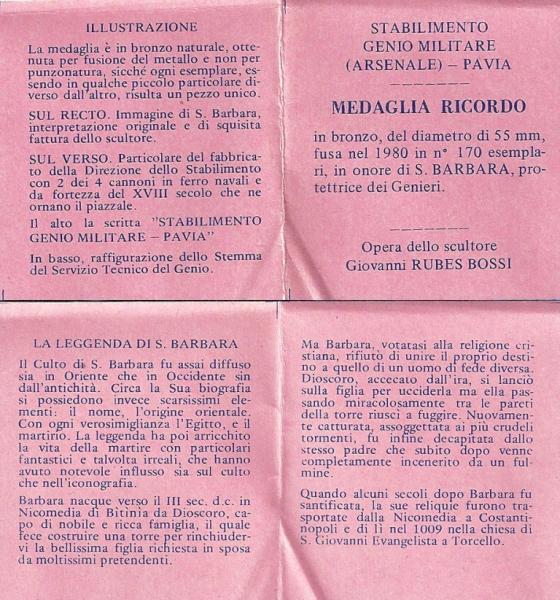 ILLUSTRAZIONE
La medaglia è in bronzo naturale, otte-
nuta per fusione del metallo e non per
punzonatura, sicché ogni esemplare, es-
sendo in qualche piccolo particolare di-
verso dall'altro, risulta un pezzo unico.
SUL RECTO. Immagine di S. Barbara,
interpretazione originale e di squisita
fattura dello scultore.
SUL VERSO. Particolare del fabbrica-
to della Direzione dello Stabilimento
con 2 dei 4 cannoni in ferro navali e
da fortezza del XVIII secolo che ne
ornano il piazzale.
Il alto la scritta "STABILIMENTO
GENIO MILITARE – PAVIA"
In basso, raffigurazione dello Stemma
del Servizio Tecnico del Genio.
STABILIMENTO
GENIO MILITARE
(ARSENALE) – PAVIA
MEDAGLIA RICORDO
in bronzo, del diametro di 55 mm,
fusa nel 1980 in n° 170 esempla-
ri, in onore di S. BARBARA, pro-
tettrice dei Genieri.
Opera dello scultore
Giovanni RUBES BOSSI
LA LEGGENDA DI S. BARBARA
Il Culto di S. Barbara fu assai diffuso
sia in Oriente che in Occidente sin
dall'antichità. Circa la Sua biografia
si possiedono invece scarsissimi ele-
menti: il nome, l'origine orientale.
Con ogni verosimiglianza l'Egitto, e il
martirio. La leggenda ha poi arricchito
la vita della martire con particolari
fantastici e talvolta irreali, che hanno
avuto notevole influsso sia sul culto
che nell'iconografia.
Barbara nacque verso il III sec. d.c. in
Nicomedia di Bitinia da Dioscoro, ca-
po di nobile e ricca famiglia, il quale
fece costruire una torre per rinchiuder-
vi la bellissima figlia richiesta in sposa
da moltissimi pretendenti.
Ma Barbara, votatasi alla religione cri-
stiana, rifiutò di unire il proprio desti-
no a quello di un uomo di fede diversa.
Dioscoro, accecato dall'ira, si lanciò
sulla figlia per ucciderla ma ella pas-
sando miracolosamente tra le pareti
della torre riuscì a fuggire. Nuovamen-
te catturata, assoggettata ai più crudeli
tormenti, fu infine decapitata dallo
stesso padre che subito dopo venne
completamente incenerito da un ful-
mine.
Quando alcuni secoli dopo Barbara fu
santificata, la sue reliquie furono tra-
sportate dalla Nicomedia a Costanti-
nopoli e di lì nel 1009 nella chiesa di
S. Giovanni Evangelista a Torcello.